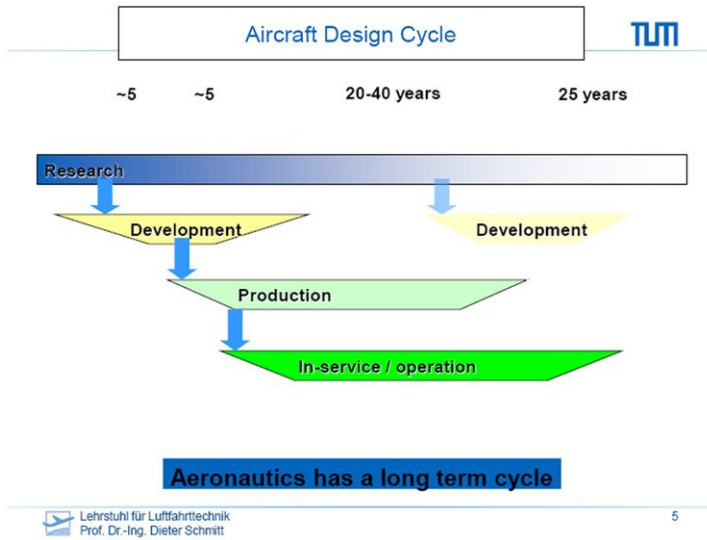 Aircraft Design Cycle
TUM
~5 ~5 20-40 years 25 years
Research
Development Development
Production
In-service / operation
Aeronautics has a long term cycle
Lehrstuhl für Luftfahrttechnik
Prof. Dr.-Ing. Dieter Schmitt
5